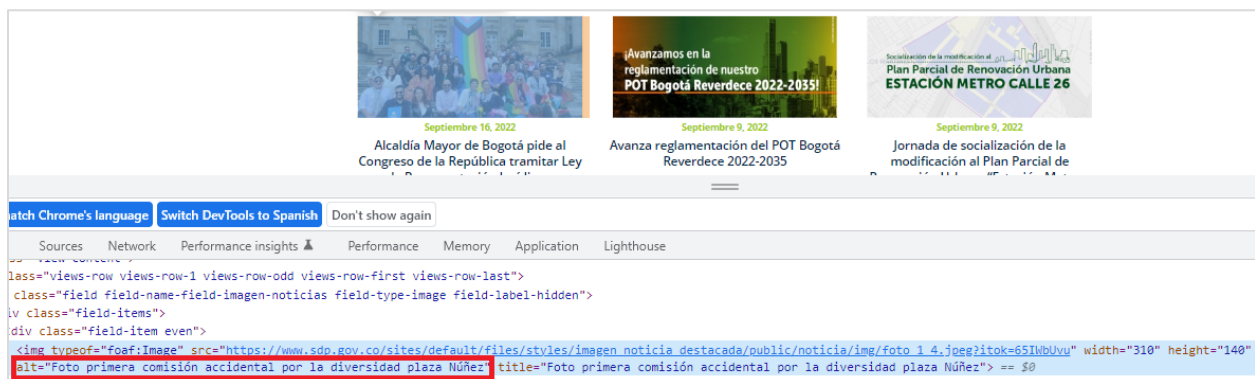 ¡Avanzamos en la
reglamentación de nuestro
POT Bogotá Reverdece 2022-2035!
Socialización de la modificación al
Plan Parcial de Renovación Urbana
ESTACIÓN METRO CALLE 26
Septiembre 16, 2022
Septiembre 9, 2022
Septiembre 9, 2022
Alcaldía Mayor de Bogotá pide al
Congreso de la República tramitar Ley
Avanza reglamentación del POT Bogotá
Reverdece 2022-2035
Jornada de socialización de la
modificación al Plan Parcial de
atch Chrome's language Switch DevTools to Spanish Don't show again
Sources Network Performance insights Performance Memory Application Lighthouse
lass="views-row views-row-1 views-row-odd views-row-first views-row-last">
class="field field-name-field-imagen-noticias field-type-image field-label-hidden">
iv class="field-items">
div class="field-item even">
<img typeof="foaf:Image" src="https://www.sdp.gov.co/sites/default/files/styles/imagen_noticia_destacada/public/noticia/img/foto_1_4.jpeg?itok=65IWbUvu" width="310" height="140"
alt="Foto primera comisión accidental por la diversidad plaza Núñez" title="Foto primera comisión accidental por la diversidad plaza Núñez"> == $0